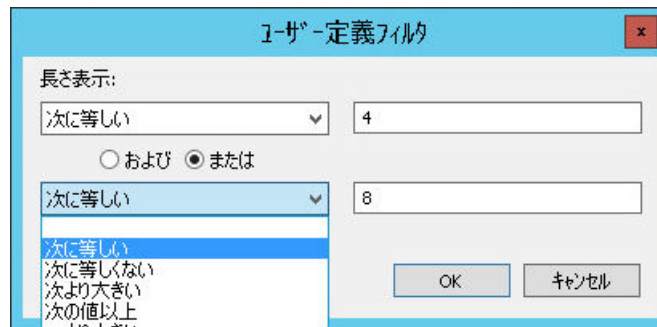 ﾕｰｻﾞｰ定義ﾌｨﾙﾀ
x
長さ表示:
次に等しい 4
および または
次に等しい 8
次に等しい
次に等しくない
次より大きい
次の値以上
OK ｷｬﾝｾﾙ